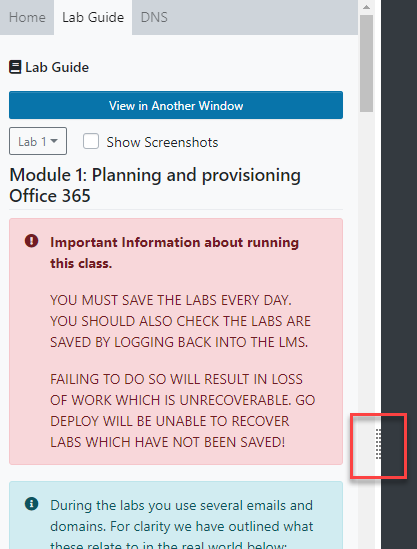 Home Lab Guide DNS
Lab Guide
View in Another Window
Lab 1 Show Screenshots
Module 1: Planning and provisioning
Office 365
Important Information about running
this class.
YOU MUST SAVE THE LABS EVERY DAY.
YOU SHOULD ALSO CHECK THE LABS ARE
SAVED BY LOGGING BACK INTO THE LMS.
FAILING TO DO SO WILL RESULT IN LOSS
OF WORK WHICH IS UNRECOVERABLE. GO
DEPLOY WILL BE UNABLE TO RECOVER
LABS WHICH HAVE NOT BEEN SAVED!
During the labs you use several emails and
domains. For clarity we have outlined what
these relate to in the real world below: